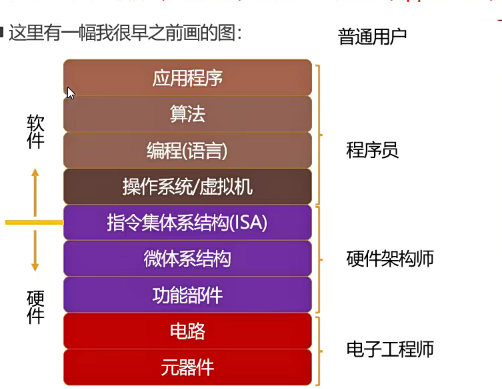 这里有一幅我很早之前画的图：
普通用户
应用程序
算法
编程(语言)
操作系统/虚拟机
指令集体系结构(ISA)
微体系结构
功能部件
电路
元器件
软件
硬件
程序员
硬件架构师
电子工程师